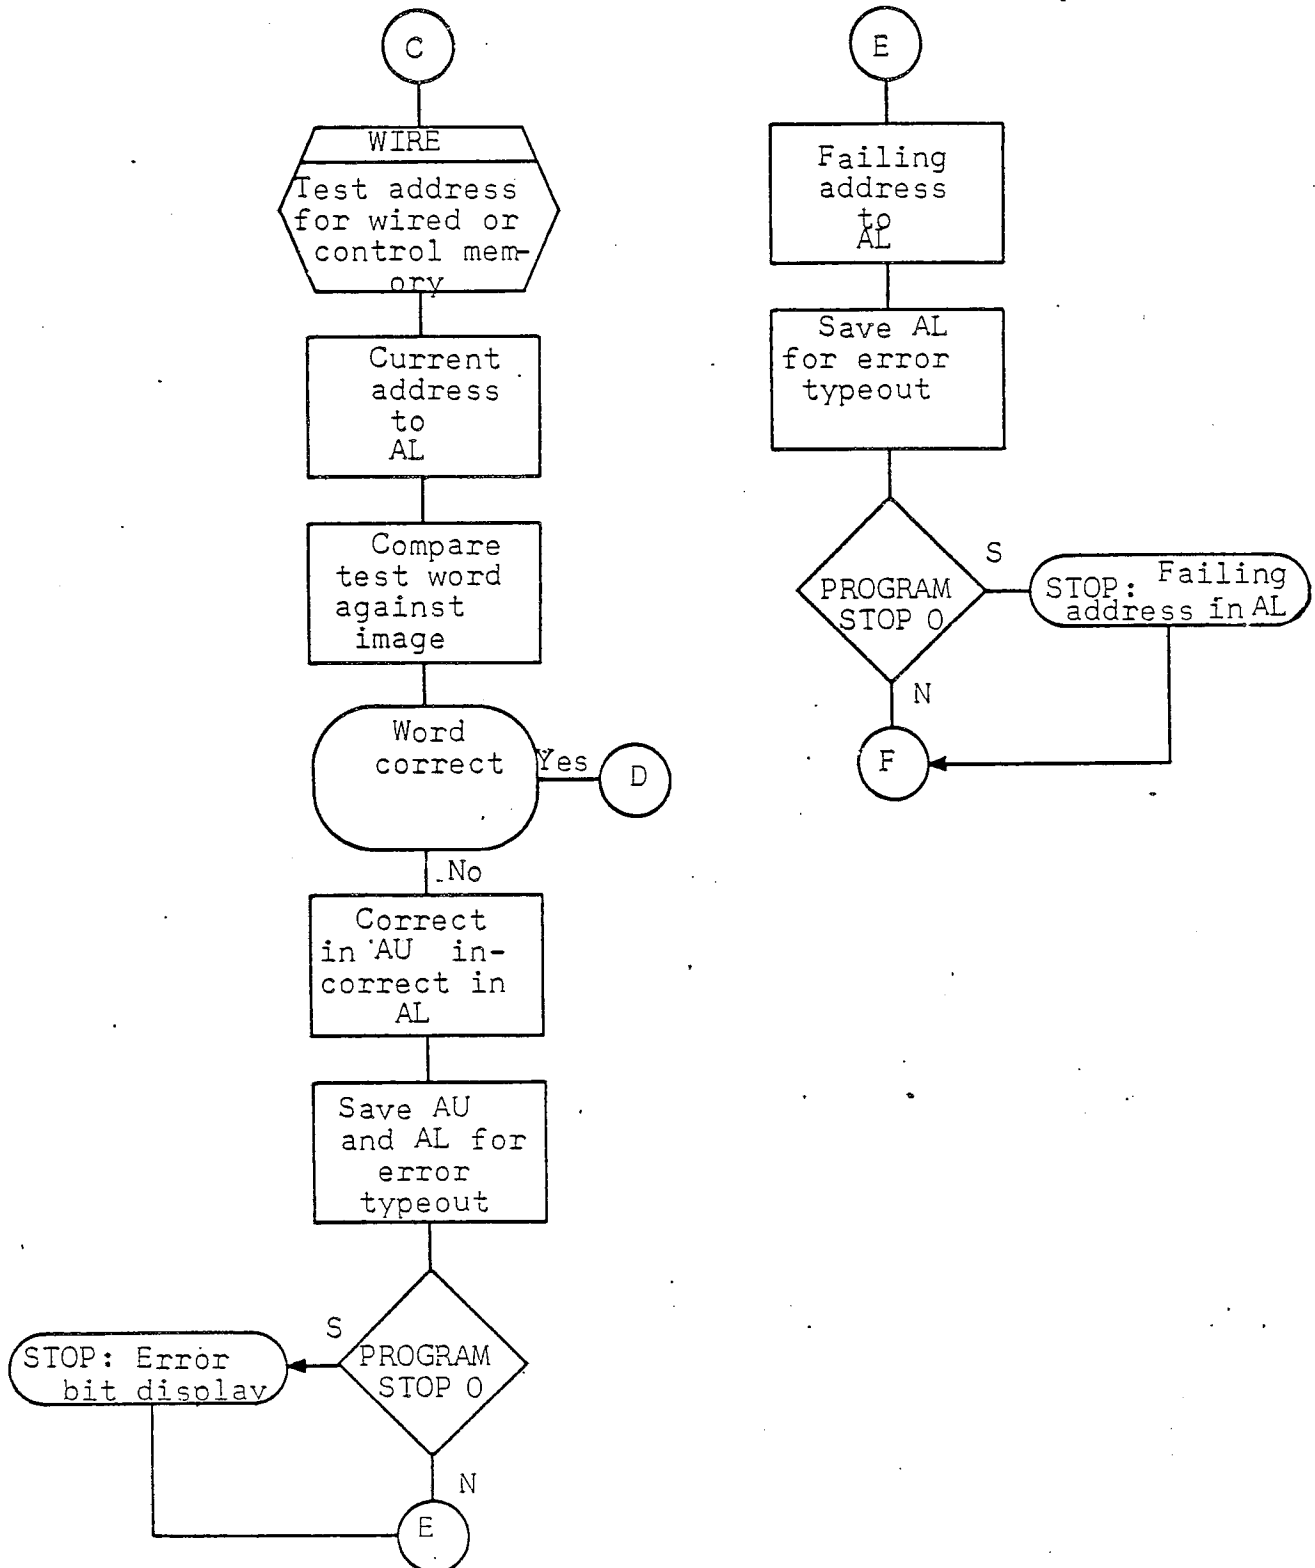 C
WIRE
Test address
for wired or
control mem-
ory
Current
address
to
AL
Compare
test word
against
image
Word
correct
Yes
D
No
Correct
in AU in-
correct in
AL
Save AU
and AL for
error
typeout
S
PROGRAM
STOP O
STOP: Error
bit display
N
E
E
Failing
address
to
AL
Save AL
for error
typeout
S
PROGRAM
STOP O
STOP: Failing
address in AL
N
F